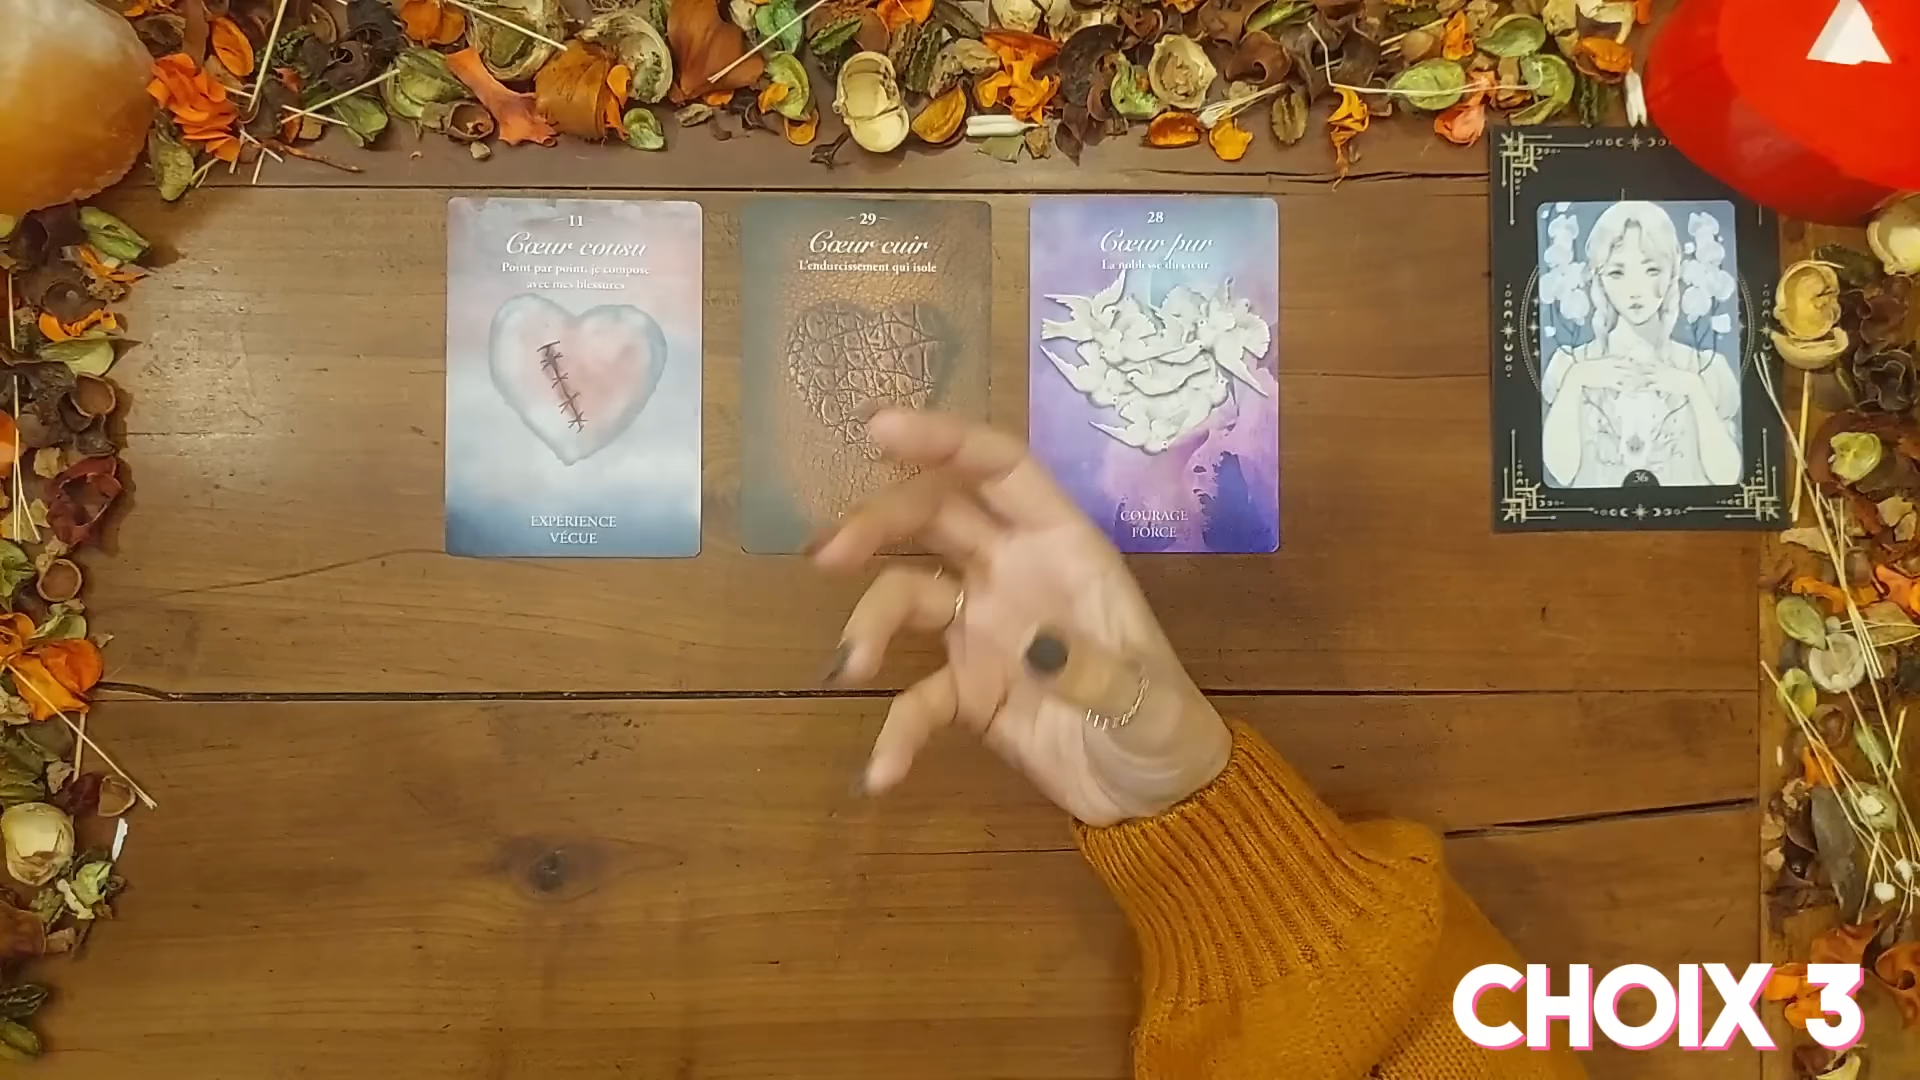 11
Cœur cousu
Point par point, je compose
avec mes blessures
EXPERIENCE
VÉCUE
29
Cœur cuir
L'endurcissement qui isole
28
Cœur pur
La noblesse du cœur
COURAGE
FORCE
36
CHOIX 3